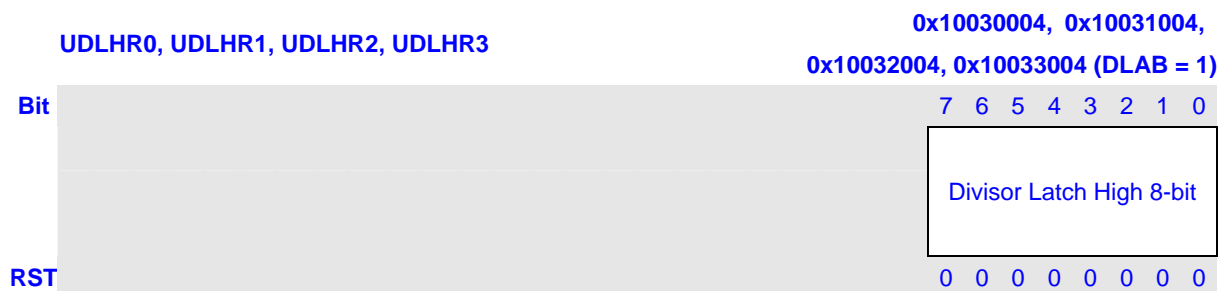 UDLHR0, UDLHR1, UDLHR2, UDLHR3
0x10030004, 0x10031004,
0x10032004, 0x10033004 (DLAB = 1)
Bit 7 6 5 4 3 2 1 0
Divisor Latch High 8-bit
RST 0 0 0 0 0 0 0 0